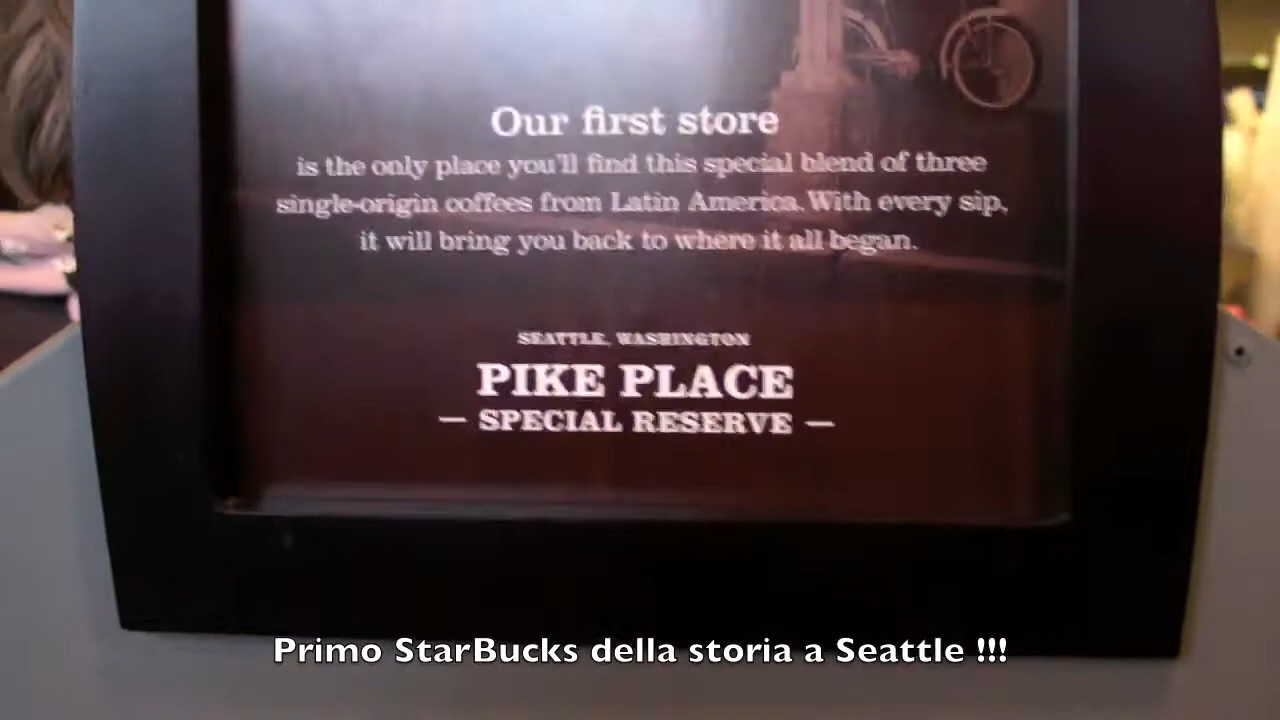 Our first store
is the only place you'll find this special blend of three
single-origin coffees from Latin America. With every sip,
it will bring you back to where it all began.
SEATTLE, WASHINGTON
PIKE PLACE
— SPECIAL RESERVE —
Primo StarBucks della storia a Seattle !!!